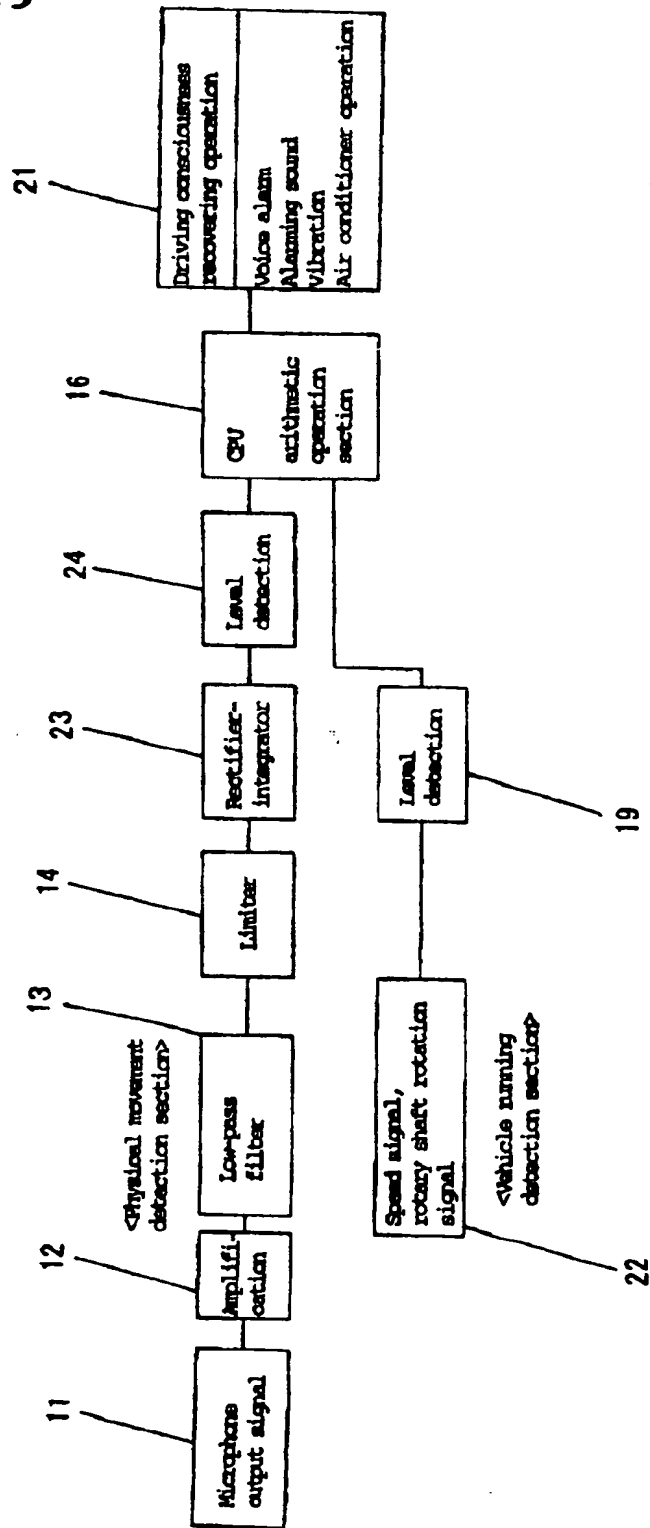 21
Driving consciousness
recovering operation
Voice alarm
Alarming sound
Vibration
Air conditioner operation
16
CPU
arithmetic
operation
section
24
Level
detection
23
Rectifier-
integrator
14
Limiter
13
<Physical movement
detection section>
Low-pass
filter
12
Amplifi-
cation
11
Microphone
output signal
Level
detection
19
Speed signal,
rotary shaft rotation
signal
<Vehicle running
detection section>
22